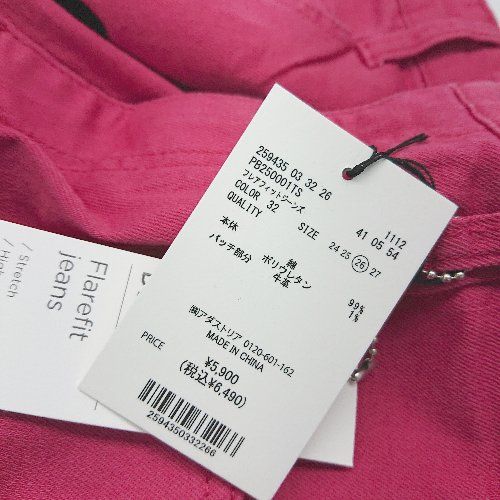 259435 03 32 26
PB250001TS
フレアフィットジーンズ
COLOR 32
QUALITY
SIZE
24 25 26 27
1112
41 05 54
本体 綿 99%
ポリウレタン 1%
パッチ部分 牛革
㈱アダストリア 0120-601-162
MADE IN CHINA
PRICE
¥5,900
(税込¥6,490)
2594350332266
Flarefit
jeans
/ Stretch